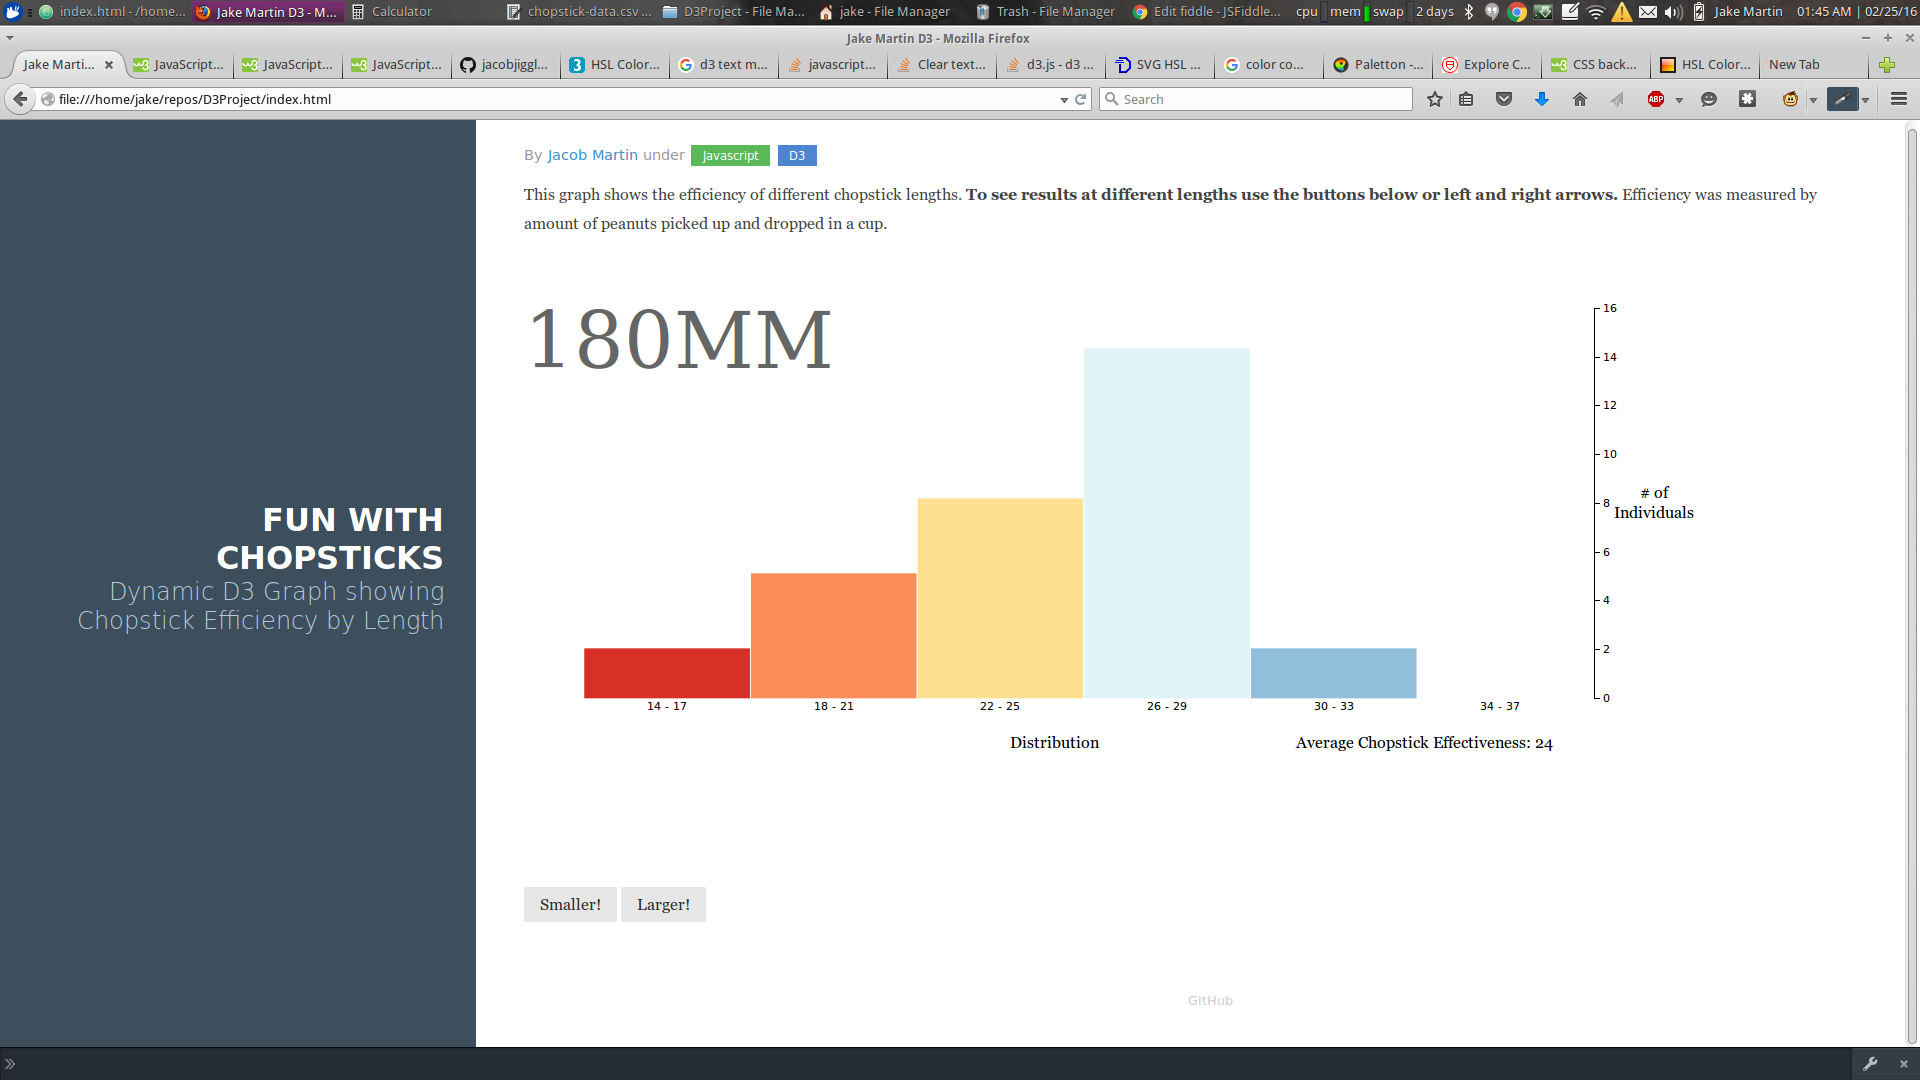 index.html - /home...
Jake Martin D3 - M...
Calculator
chopstick-data.csv ...
D3Project - File Ma...
jake - File Manager
Trash - File Manager
Edit fiddle - JSFiddle...
cpu mem swap 2 days
Jake Martin 01:45 AM | 02/25/16
Jake Martin D3 - Mozilla Firefox
Jake Marti...
JavaScript...
JavaScript...
JavaScript...
jacobjiggl...
HSL Color...
d3 text m...
javascript...
Clear text...
d3.js - d3 ...
SVG HSL ...
color co...
Paletton -...
Explore C...
CSS back...
HSL Color...
New Tab
file:///home/jake/repos/D3Project/index.html
Search
ABP
FUN WITH
CHOPSTICKS
Dynamic D3 Graph showing
Chopstick Efficiency by Length
By Jacob Martin under Javascript D3
This graph shows the efficiency of different chopstick lengths. To see results at different lengths use the buttons below or left and right arrows. Efficiency was measured by
amount of peanuts picked up and dropped in a cup.
180MM
16
14
12
10
8
6
4
2
0
# of
Individuals
14 - 17
18 - 21
22 - 25
26 - 29
30 - 33
34 - 37
Distribution
Average Chopstick Effectiveness: 24
Smaller!
Larger!
GitHub